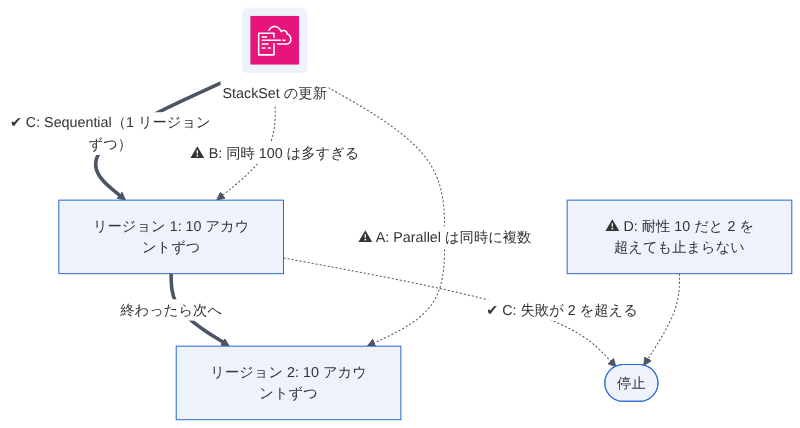 StackSet の更新
✔ C: Sequential（1 リージョン
ずつ）
⚠ B: 同時 100 は多すぎる
リージョン 1: 10 アカウ
ントずつ
⚠ A: Parallel は同時に複数
⚠ D: 耐性 10 だと 2 を
超えても止まらない
終わったら次へ
✔ C: 失敗が 2 を超える
リージョン 2: 10 アカウ
ントずつ
停止